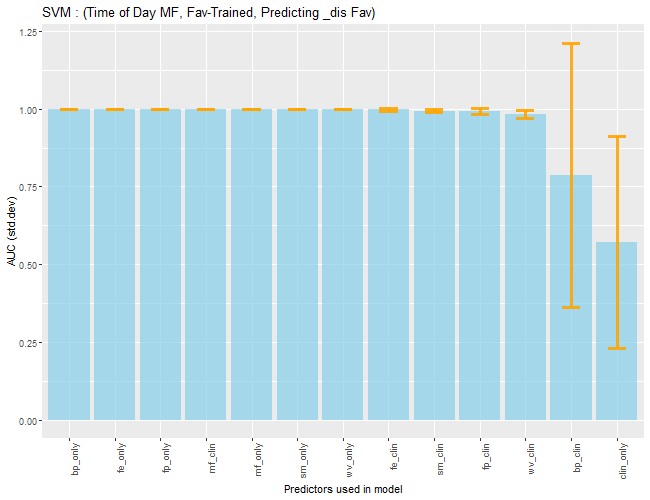 SVM : (Time of Day MF, Fav-Trained, Predicting _dis Fav)
1.25
1.00
0.75
0.50
0.25
0.00
AUC (std.dev)
bp_only
fe_only
fp_only
mf_clin
mf_only
sm_only
wv_only
fe_clin
sm_clin
fp_clin
wv_clin
bp_clin
clin_only
Predictors used in model